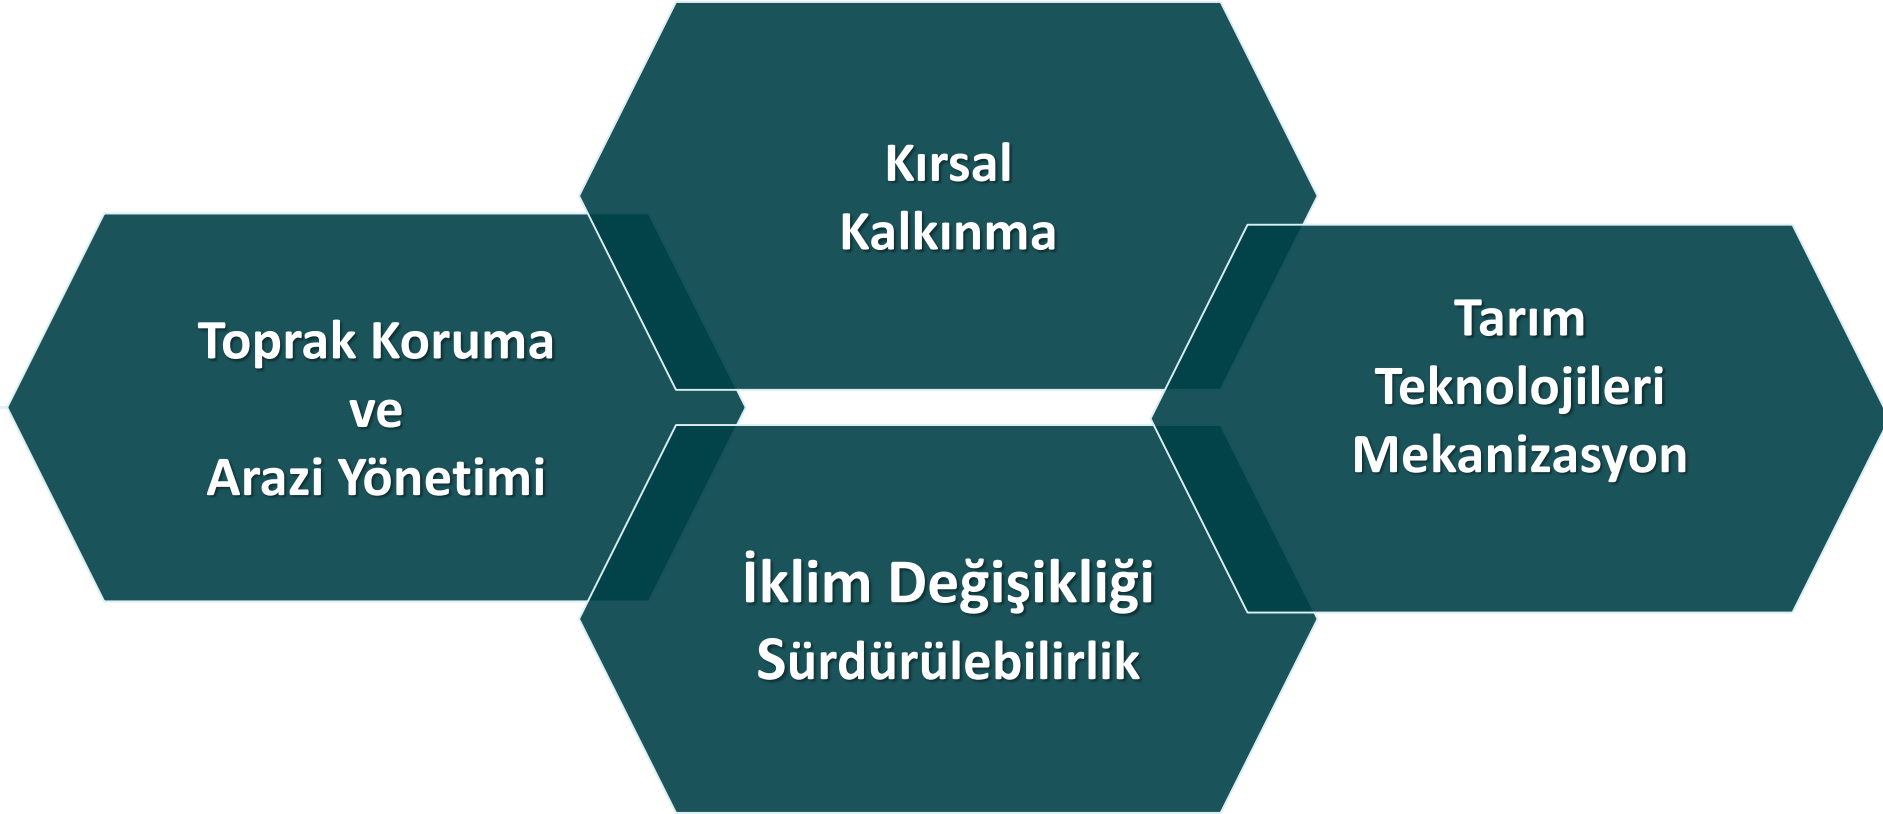 Kırsal
Kalkınma
Toprak Koruma
ve
Arazi Yönetimi
Tarım
Teknolojileri
Mekanizasyon
İklim Değişikliği
Sürdürülebilirlik